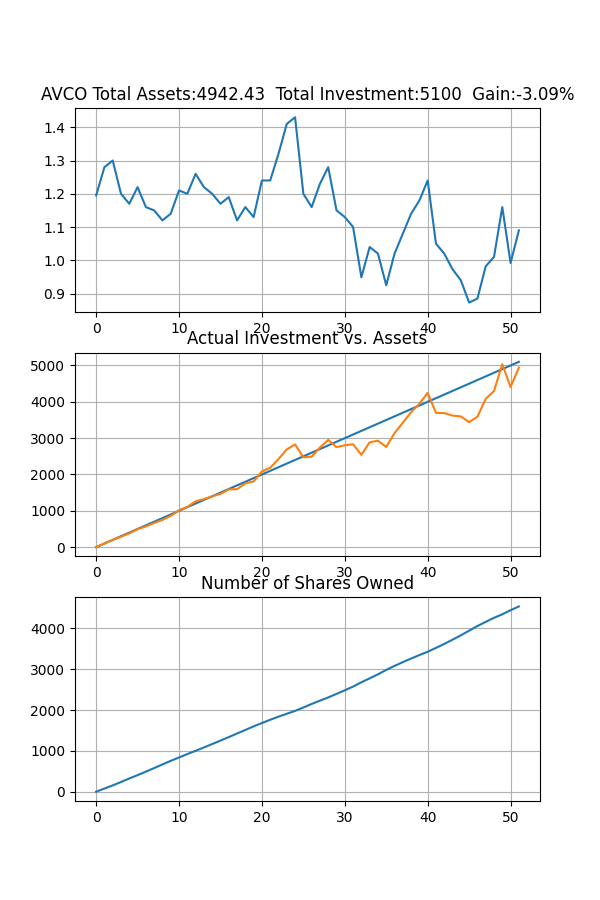 AVCO Total Assets:4942.43  Total Investment:5100  Gain:-3.09%
1.4
1.3
1.2
1.1
1.0
0.9
0 10 20 30 40 50
Actual Investment vs. Assets
5000
4000
3000
2000
1000
0
0 10 20 30 40 50
Number of Shares Owned
4000
3000
2000
1000
0
0 10 20 30 40 50